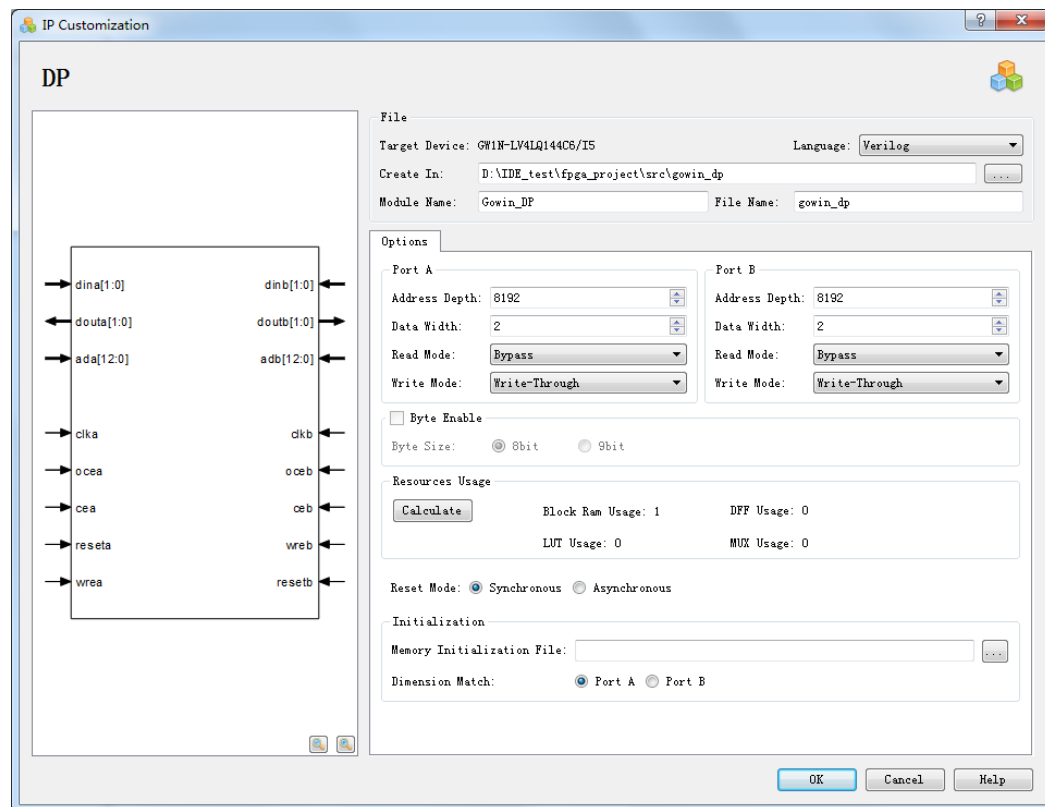 IP Customization
DP
File
Target Device: GW1N-LV4LQ144C6/I5 Language: Verilog
Create In: D:\IDE_test\fpga_project\src\gowin_dp ...
Module Name: Gowin_DP File Name: gowin_dp
Options
Port A Port B
Address Depth: 8192 Address Depth: 8192
Data Width: 2 Data Width: 2
Read Mode: Bypass Read Mode: Bypass
Write Mode: Write-Through Write Mode: Write-Through
Byte Enable
Byte Size: 8bit 9bit
Resources Usage
Calculate Block Ram Usage: 1 DFF Usage: 0
LUT Usage: 0 MUX Usage: 0
Reset Mode: Synchronous Asynchronous
Initialization
Memory Initialization File: ...
Dimension Match: Port A Port B
dina[1:0] dinb[1:0]
douta[1:0] doutb[1:0]
ada[12:0] adb[12:0]
clka clkb
ocea oceb
cea ceb
reseta wreb
wrea resetb
OK Cancel Help